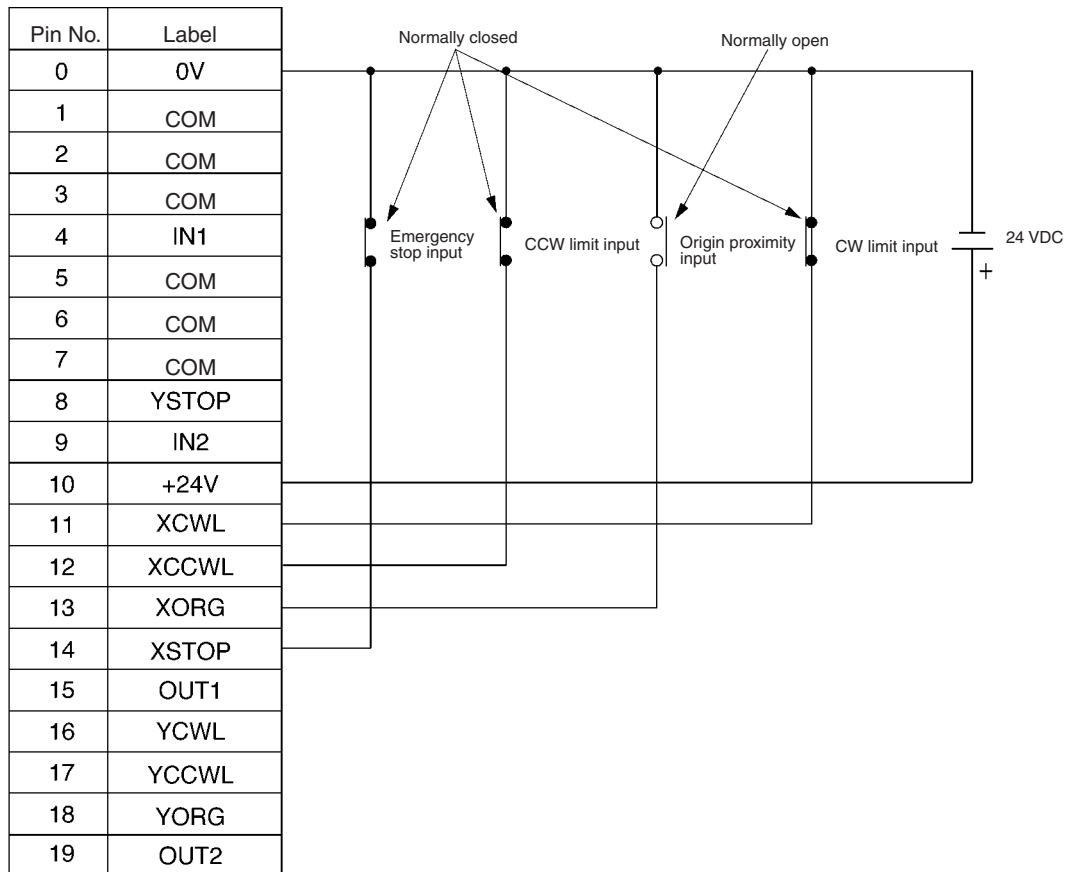 Pin No. Label
0 0V
1 COM
2 COM
3 COM
4 IN1
5 COM
6 COM
7 COM
8 YSTOP
9 IN2
10 +24V
11 XCWL
12 XCCWL
13 XORG
14 XSTOP
15 OUT1
16 YCWL
17 YCCWL
18 YORG
19 OUT2
Normally closed
Normally open
Emergency
stop input
CCW limit input
Origin proximity
input
CW limit input
24 VDC
+